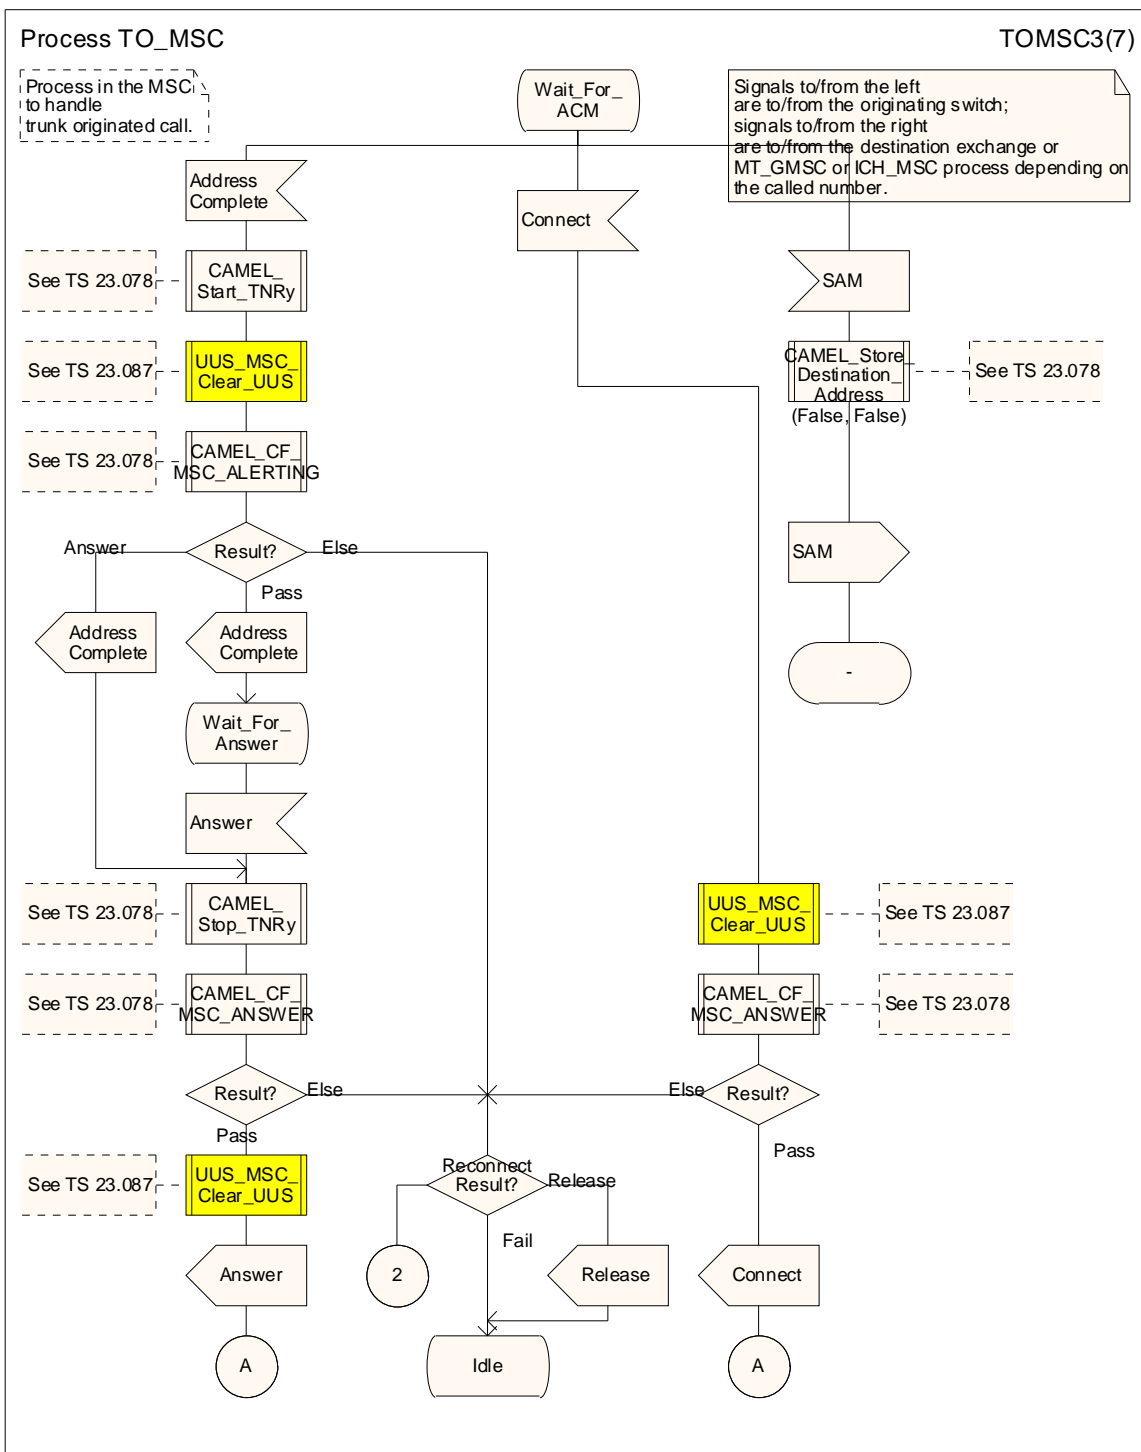 Process TO_MSC
TOMSC3(7)
Process in the MSC
to handle
trunk originated call.
Wait_For_
ACM
Signals to/from the left
are to/from the originating switch;
signals to/from the right
are to/from the destination exchange or
MT_GMSC or ICH_MSC process depending on
the called number.
Address
Complete
Connect
See TS 23.078
CAMEL_
Start_TNRy
SAM
See TS 23.087
UUS_MSC_
Clear_UUS
CAMEL_Store_
Destination_
Address
(False, False)
See TS 23.078
See TS 23.078
CAMEL_CF_
MSC_ALERTING
Answer
Result?
Else
Pass
SAM
Address
Complete
Address
Complete
-
Wait_For_
Answer
Answer
See TS 23.078
CAMEL_
Stop_TNRy
UUS_MSC_
Clear_UUS
See TS 23.087
See TS 23.078
CAMEL_CF_
MSC_ANSWER
CAMEL_CF_
MSC_ANSWER
See TS 23.078
Result?
Else
Else
Result?
Pass
Pass
See TS 23.087
UUS_MSC_
Clear_UUS
Reconnect
Result?
Release
Fail
Answer
2
Release
Connect
A
Idle
A